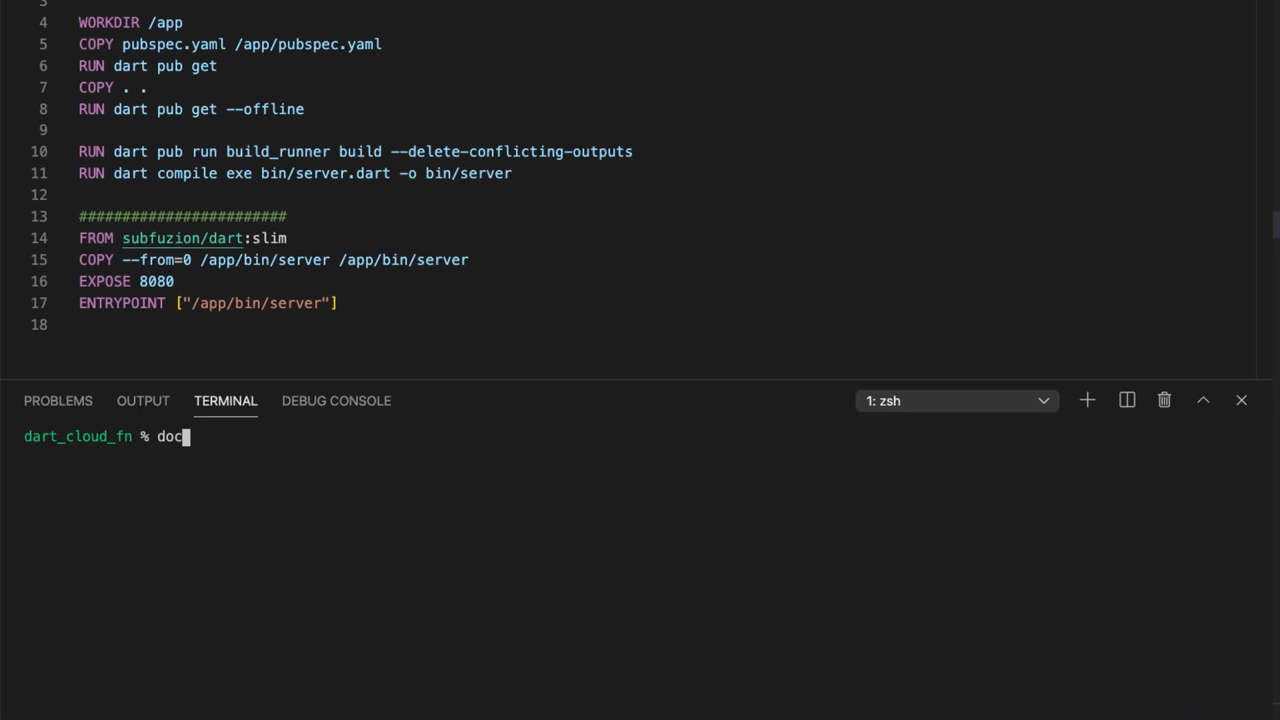 3
4 WORKDIR /app
5 COPY pubspec.yaml /app/pubspec.yaml
6 RUN dart pub get
7 COPY . .
8 RUN dart pub get --offline
9
10 RUN dart pub run build_runner build --delete-conflicting-outputs
11 RUN dart compile exe bin/server.dart -o bin/server
12
13 ########################
14 FROM subfuzion/dart:slim
15 COPY --from=0 /app/bin/server /app/bin/server
16 EXPOSE 8080
17 ENTRYPOINT ["/app/bin/server"]
18
PROBLEMS OUTPUT TERMINAL DEBUG CONSOLE 1: zsh
dart_cloud_fn % doc